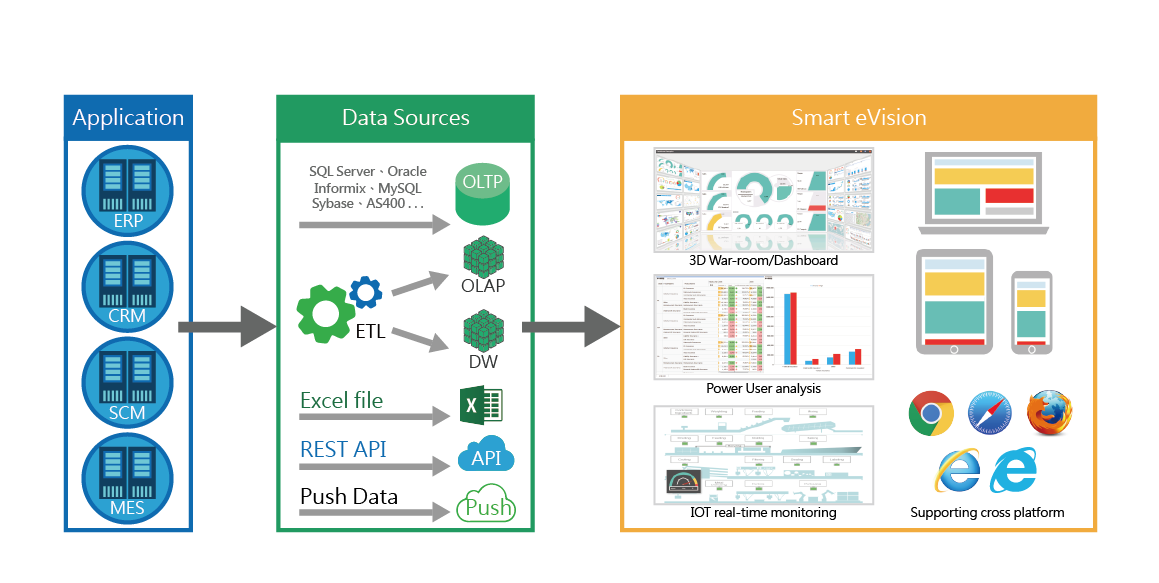 Application
ERP
CRM
SCM
MES
Data Sources
SQL Server、Oracle
Informix、MySQL
Sybase、AS400 . . .
OLTP
ETL
OLAP
DW
Excel file
X
REST API
API
Push Data
Push
Smart eVision
3D War-room/Dashboard
Power User analysis
IOT real-time monitoring
Supporting cross platform